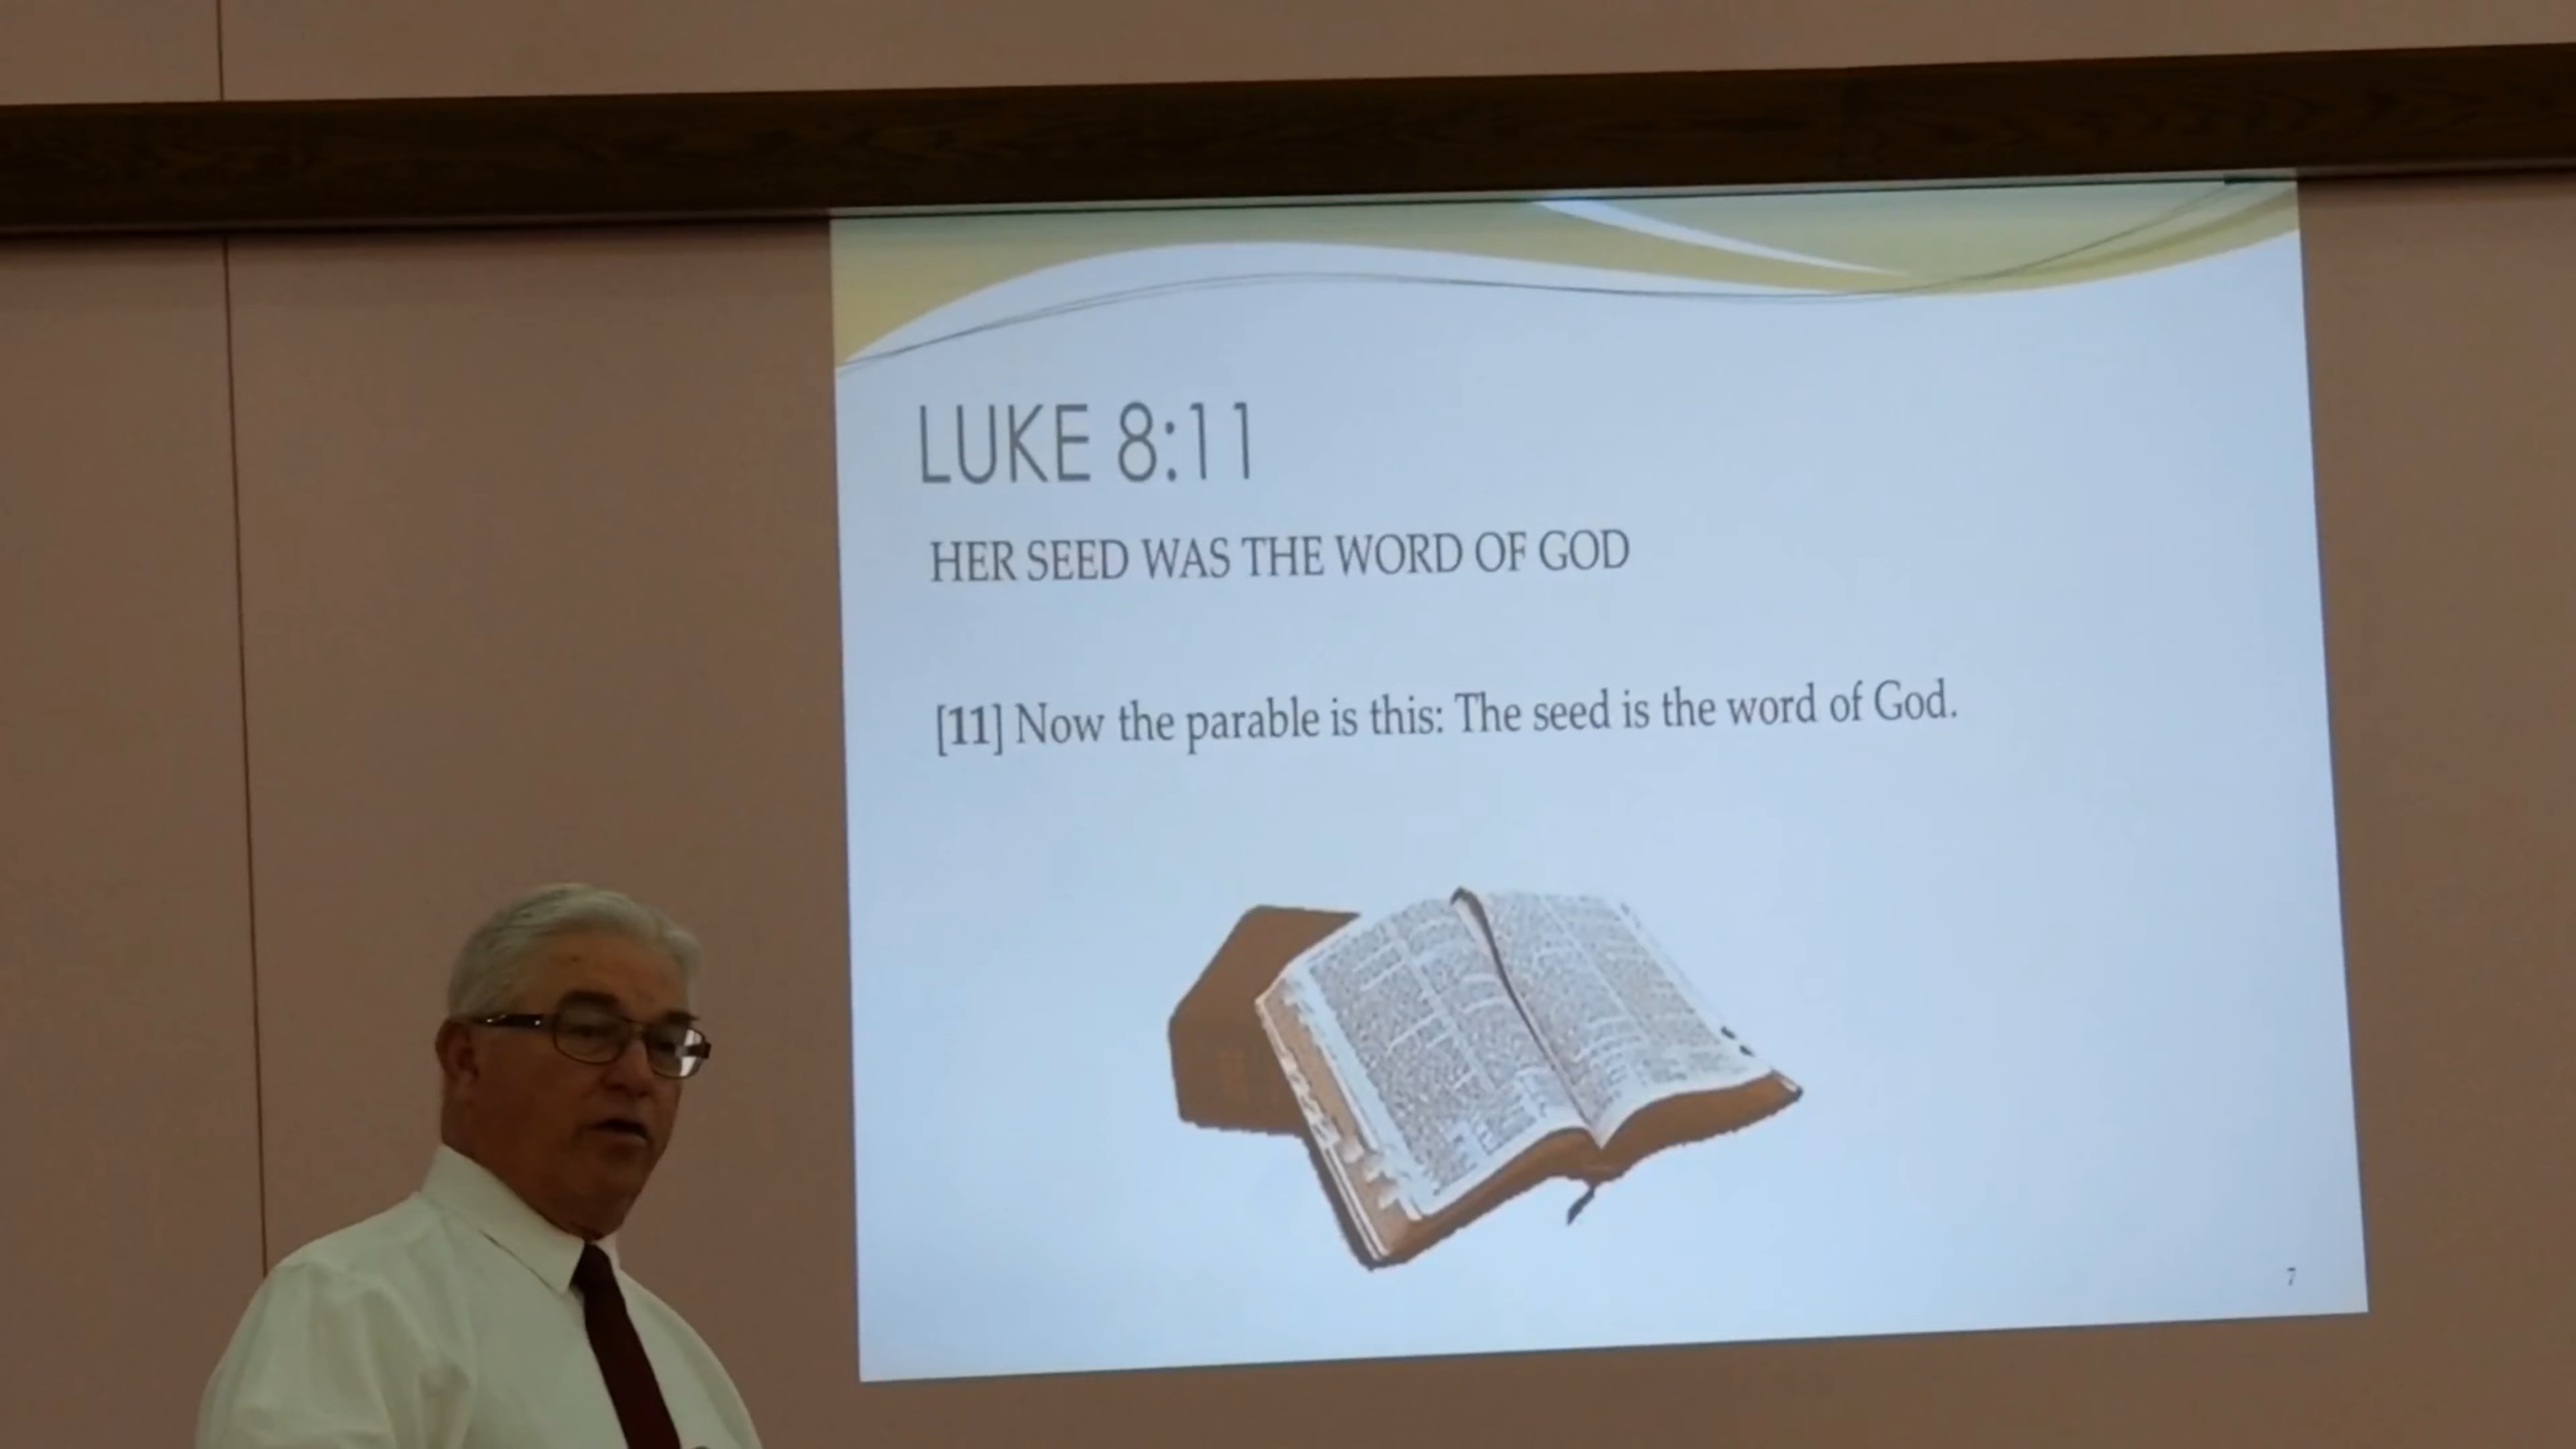 LUKE 8:11
HER SEED WAS THE WORD OF GOD
[11] Now the parable is this: The seed is the word of God.
7